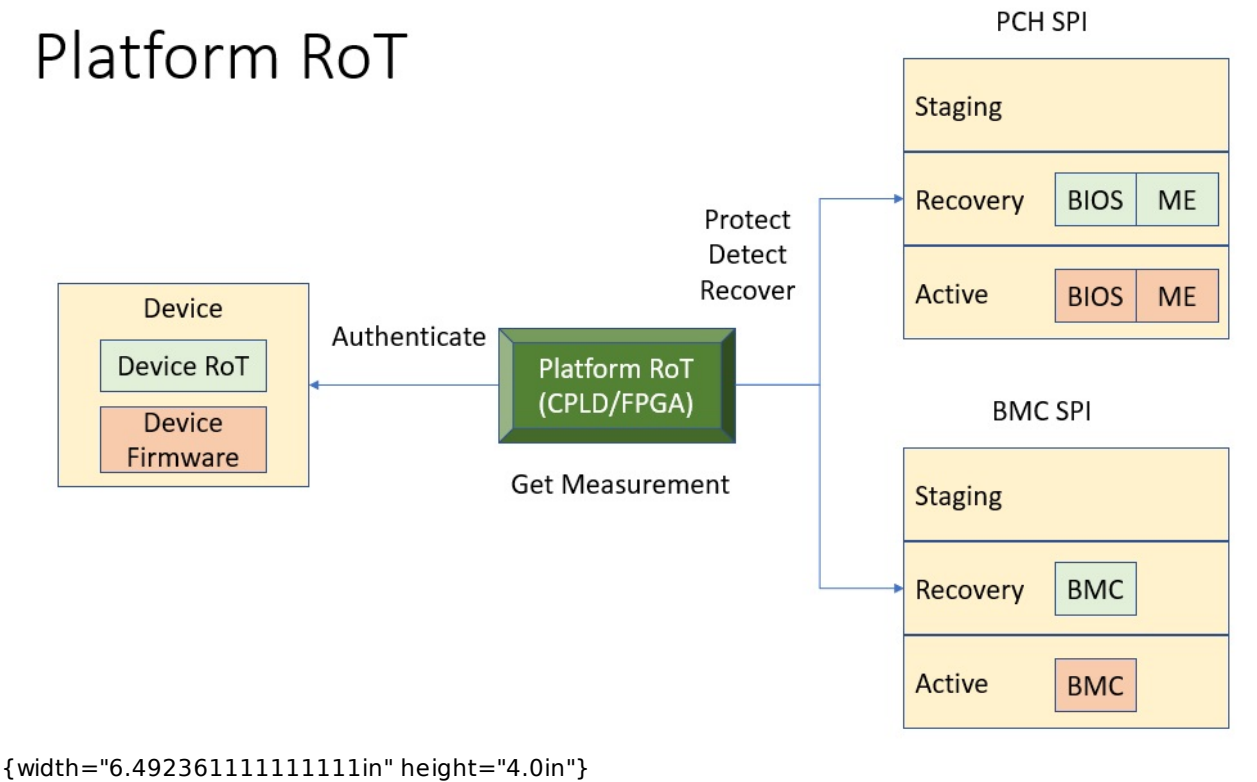 Platform RoT
PCH SPI
Staging
Recovery BIOS ME
Active BIOS ME
Protect
Detect
Recover
Device
Device RoT
Device
Firmware
Authenticate
Platform RoT
(CPLD/FPGA)
Get Measurement
BMC SPI
Staging
Recovery BMC
Active BMC
{width="6.492361111111111in" height="4.0in"}